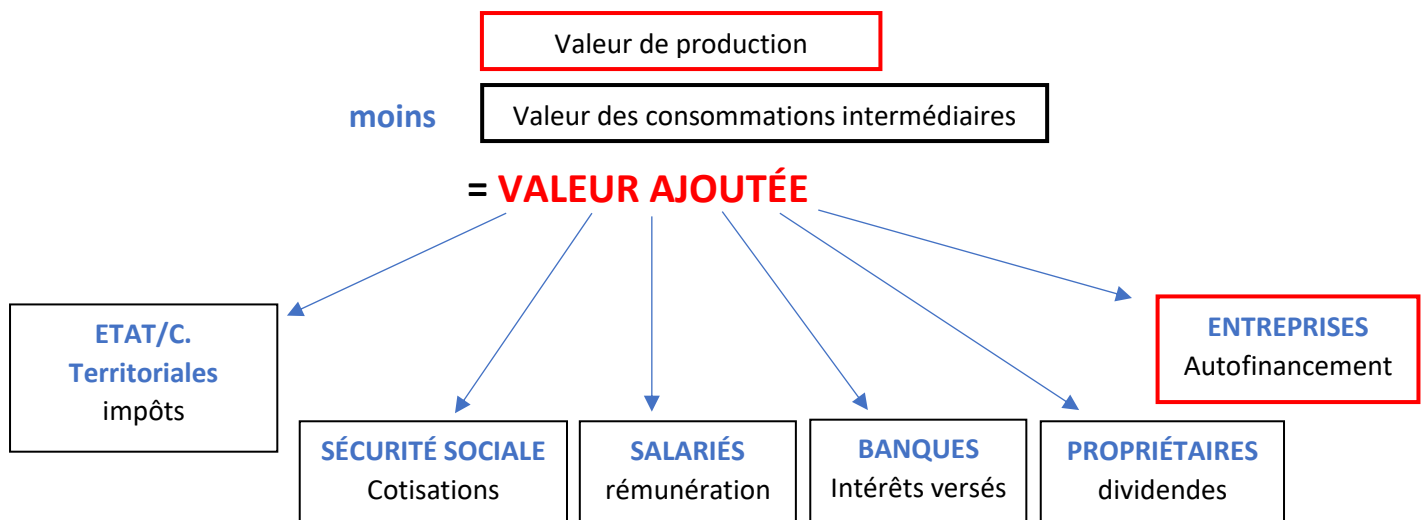 Valeur de production
moins
Valeur des consommations intermédiaires
= VALEUR AJOUTÉE
ETAT/C.
Territoriales
impôts
SÉCURITÉ SOCIALE
Cotisations
SALARIÉS
rémunération
BANQUES
Intérêts versés
PROPRIÉTAIRES
dividendes
ENTREPRISES
Autofinancement